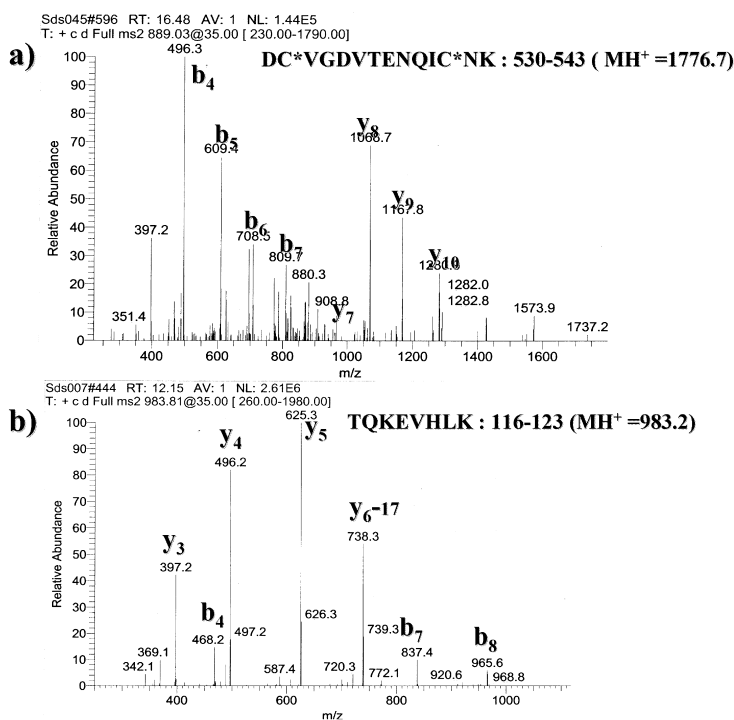 Sds045#596 RT: 16.48 AV: 1 NL: 1.44E5
T: + c d Full ms2 889.03@35.00 [ 230.00-1790.00]
a)
DC*VGDVTENQIC*NK : 530-543 ( MH+ =1776.7)
496.3
b4
b5
609.4
y8
1066.7
y9
1167.8
b6
708.5
b7
809.7
y10
397.2
880.3
1282.0
1282.8
351.4
908.8
y7
1573.9
1737.2
100
90
80
70
60
50
40
30
20
10
0
Relative Abundance
400 600 800 1000 1200 1400 1600
m/z
Sds007#444 RT: 12.15 AV: 1 NL: 2.61E6
T: + c d Full ms2 983.81@35.00 [ 260.00-1980.00]
b)
TQKEVHLK : 116-123 (MH+ =983.2)
625.3
y5
y4
496.2
y6-17
738.3
y3
397.2
b4
468.2
497.2
626.3
739.3
b7
837.4
b8
965.6
369.1
342.1
587.4
720.3
772.1
920.6
968.8
100
90
80
70
60
50
40
30
20
10
0
Relative Abundance
400 600 800 1000
m/z